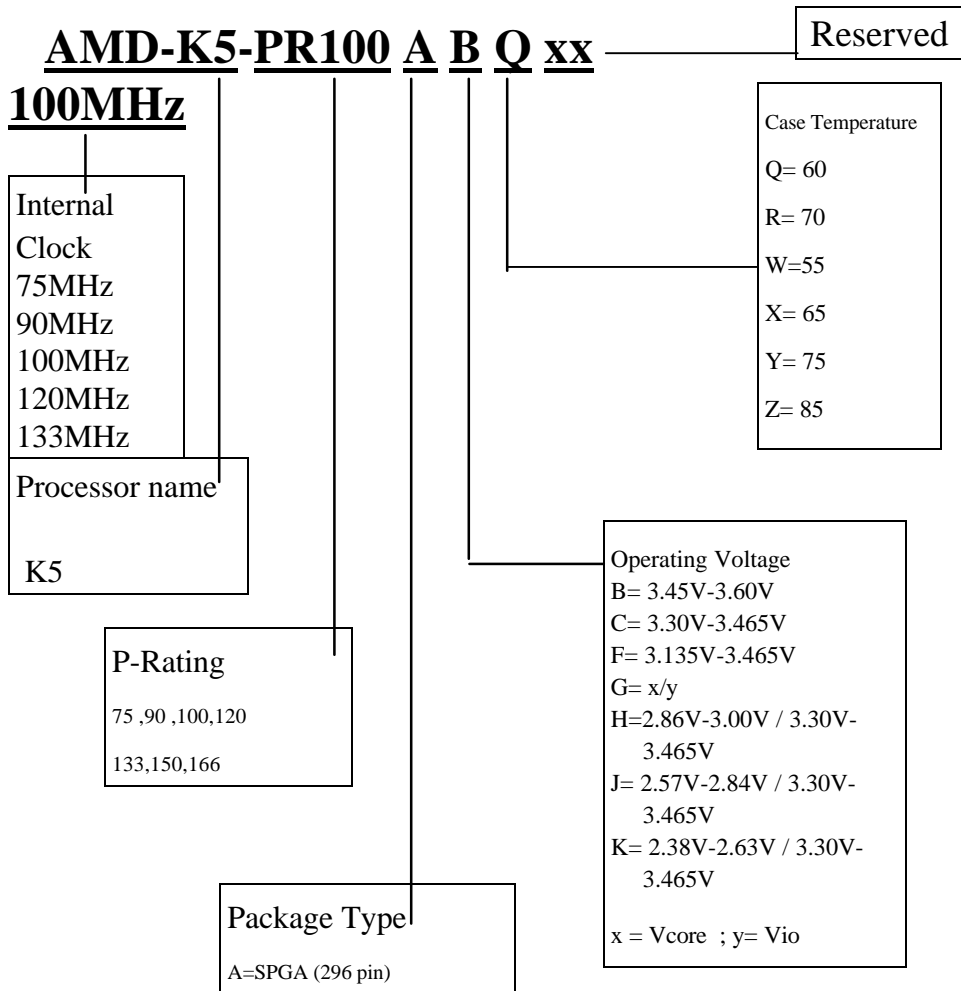 AMD-K5-PR100 A B Q xx
Reserved
100MHz
Case Temperature
Q= 60
R= 70
W=55
X= 65
Y= 75
Z= 85
Internal
Clock
75MHz
90MHz
100MHz
120MHz
133MHz
Processor name
K5
Operating Voltage
B= 3.45V-3.60V
C= 3.30V-3.465V
F= 3.135V-3.465V
G= x/y
H=2.86V-3.00V / 3.30V-
3.465V
J= 2.57V-2.84V / 3.30V-
3.465V
K= 2.38V-2.63V / 3.30V-
3.465V
x = Vcore ; y= Vio
P-Rating
75 ,90 ,100,120
133,150,166
Package Type
A=SPGA (296 pin)